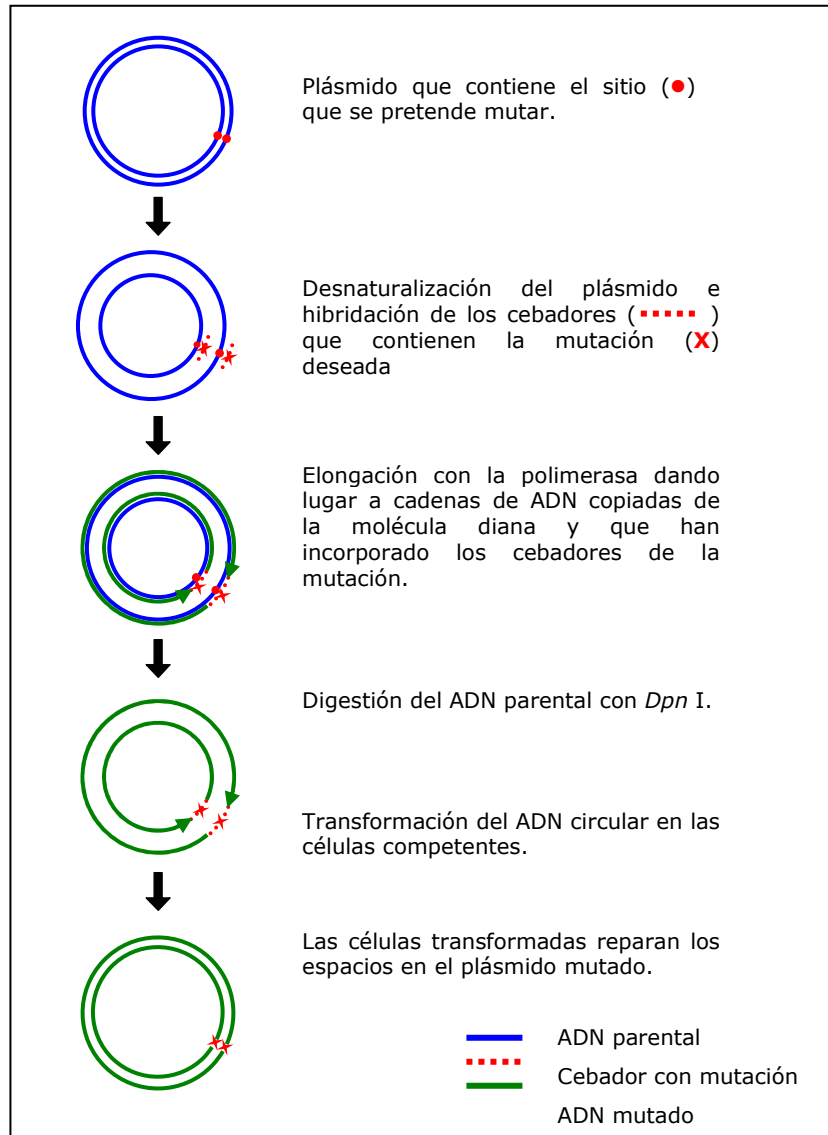 Plásmido que contiene el sitio (●)
que se pretende mutar.
Desnaturalización del plásmido e
hibridación de los cebadores (▪▪▪▪▪ )
que contienen la mutación (X)
deseada
Elongación con la polimerasa dando
lugar a cadenas de ADN copiadas de
la molécula diana y que han
incorporado los cebadores de la
mutación.
Digestión del ADN parental con Dpn I.
Transformación del ADN circular en las
células competentes.
Las células transformadas reparan los
espacios en el plásmido mutado.
ADN parental
Cebador con mutación
ADN mutado